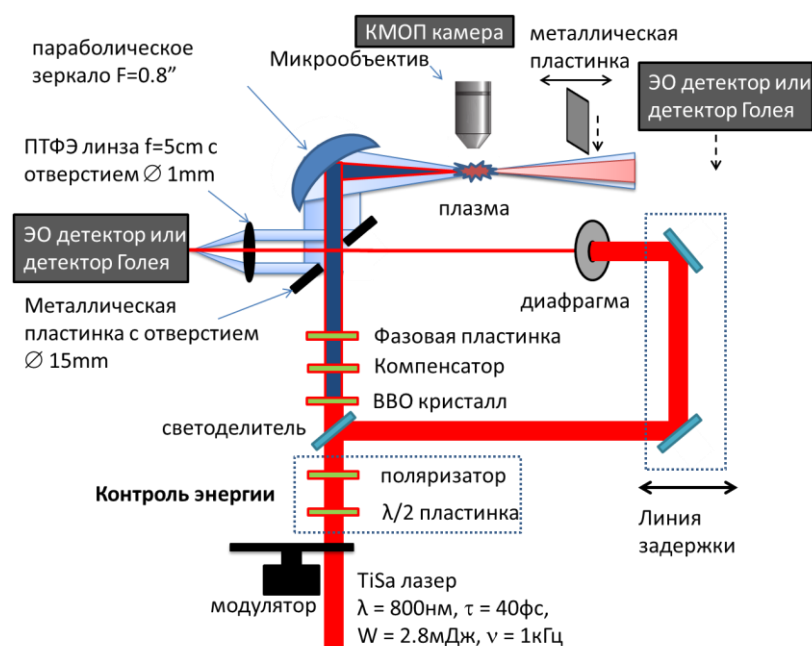 КМОП камера
параболическое
зеркало F=0.8”
Микрообъектив
металлическая
пластинка
ЭО детектор или
детектор Голея
ПТФЭ линза f=5cm с
отверстием ∅ 1mm
плазма
ЭО детектор или
детектор Голея
диафрагма
Металлическая
пластинка с отверстием
∅ 15mm
Фазовая пластинка
Компенсатор
BBO кристалл
светоделитель
поляризатор
Контроль энергии
λ/2 пластинка
Линия
задержки
модулятор
TiSa лазер
λ = 800нм, τ = 40фс,
W = 2.8мДж, ν = 1кГц